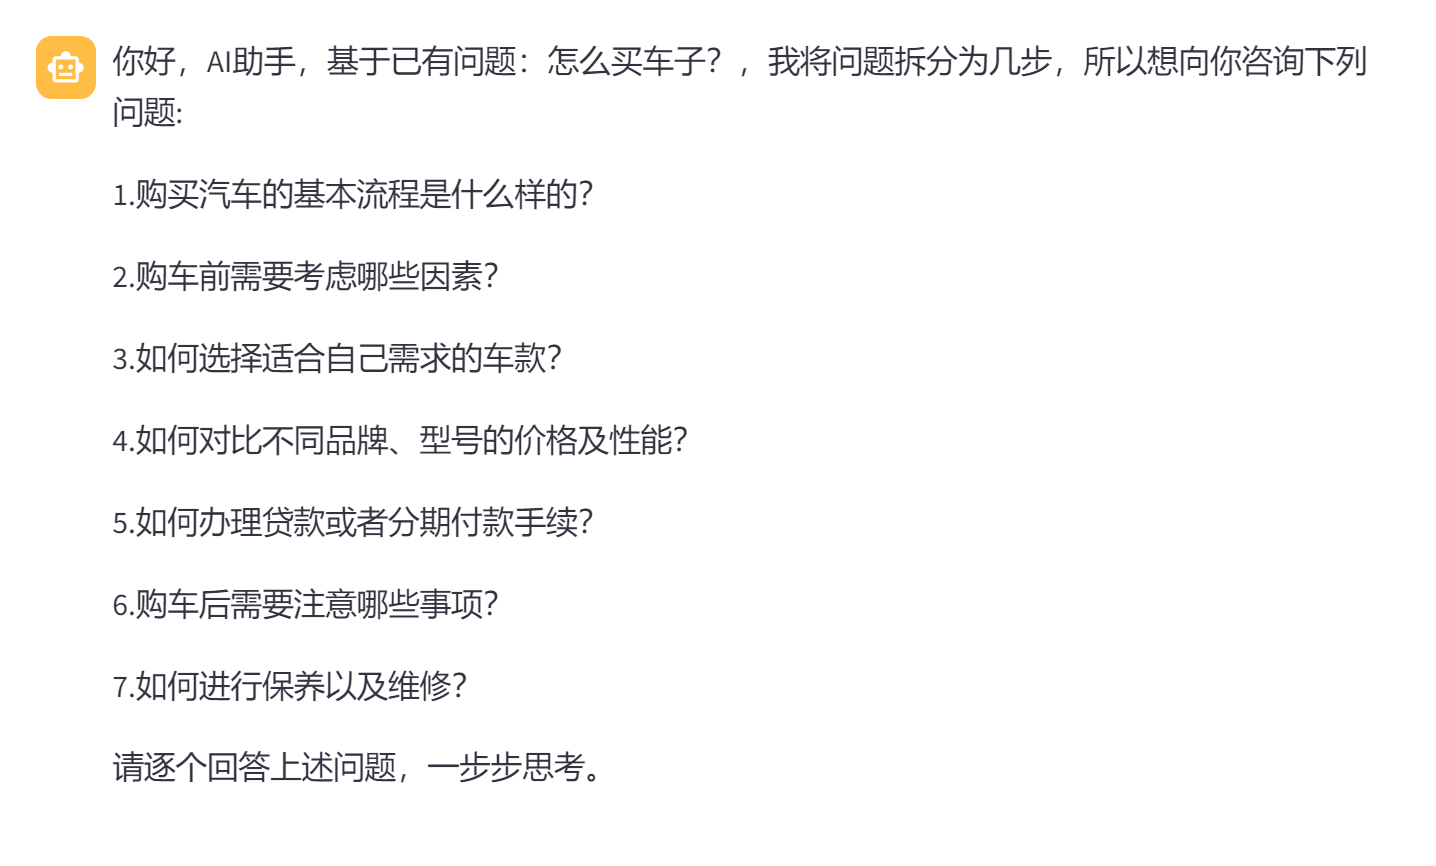 你好，AI助手，基于已有问题：怎么买车子？，我将问题拆分为几步，所以想向你咨询下列
问题:
1.购买汽车的基本流程是什么样的？
2.购车前需要考虑哪些因素？
3.如何选择适合自己需求的车款？
4.如何对比不同品牌、型号的价格及性能？
5.如何办理贷款或者分期付款手续？
6.购车后需要注意哪些事项？
7.如何进行保养以及维修？
请逐个回答上述问题，一步步思考。